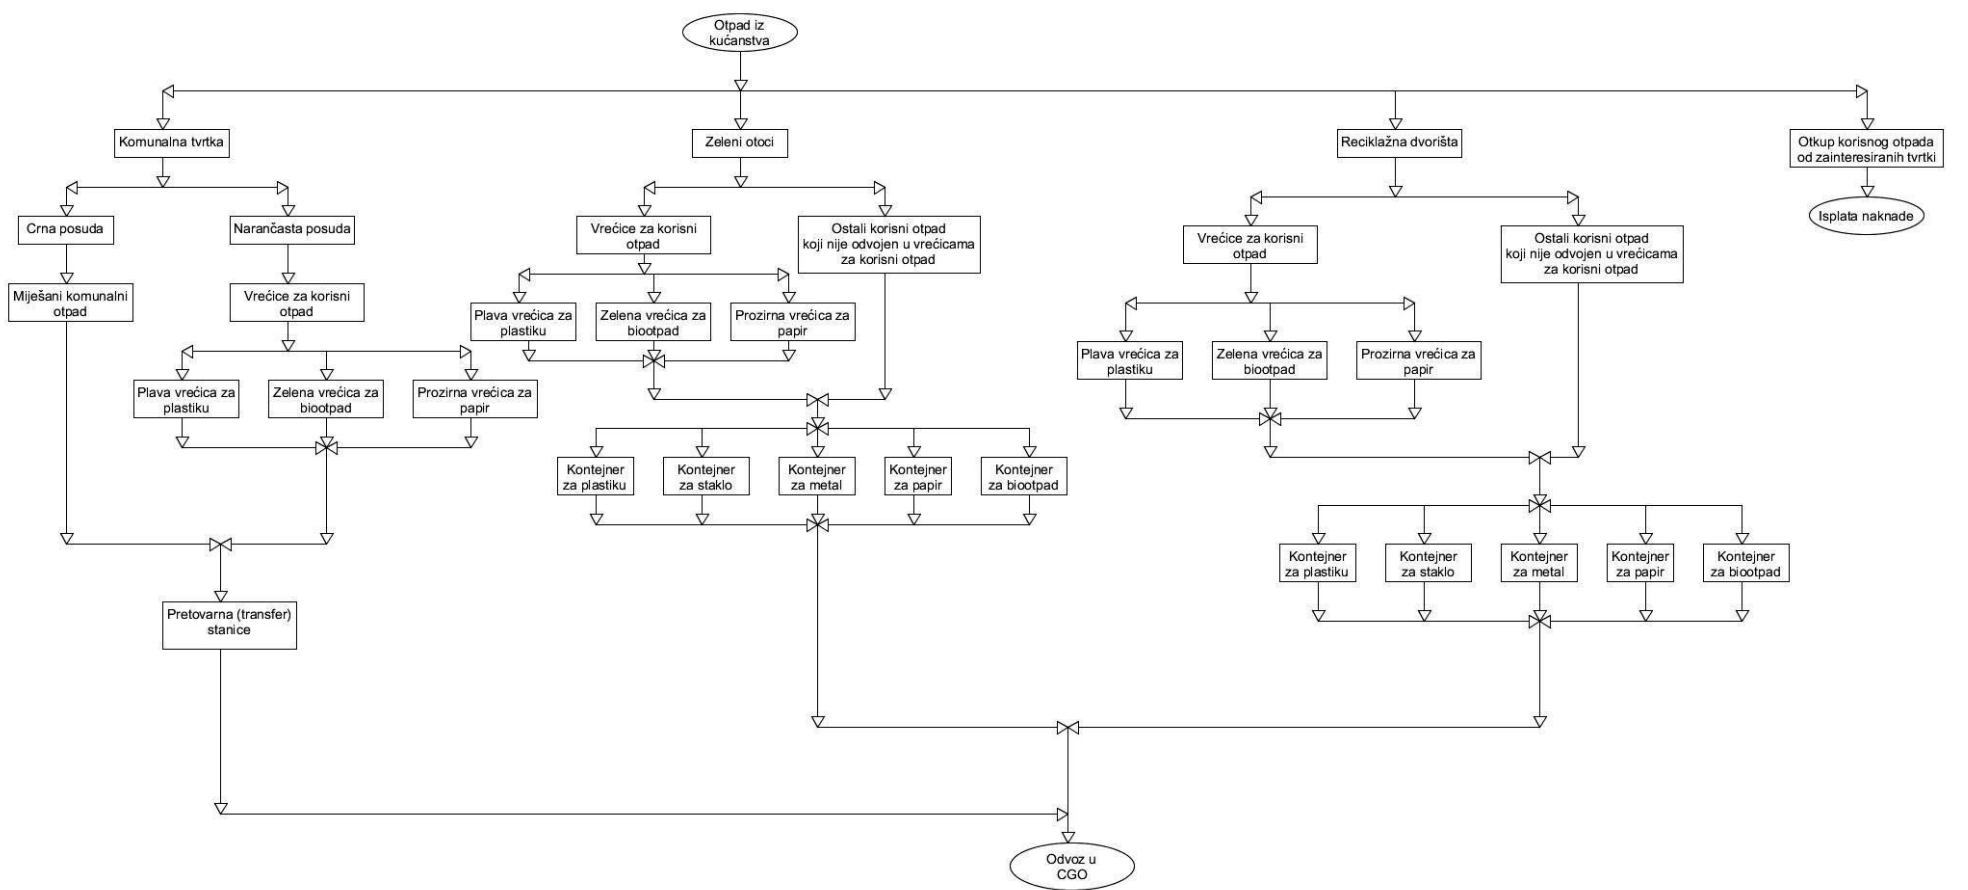 Otpad iz
kućanstva
Komunalna tvrtka
Zeleni otoci
Reciklažna dvorišta
Otkup korisnog otpada
od zainteresiranih tvrtki
Crna posuda
Narančasta posuda
Vrećice za korisni
otpad
Ostali korisni otpad
koji nije odvojen u vrećicama
za korisni otpad
Vrećice za korisni
otpad
Ostali korisni otpad
koji nije odvojen u vrećicama
za korisni otpad
Isplata naknade
Miješani komunalni
otpad
Vrećice za korisni
otpad
Plava vrećica za
plastiku
Zelena vrećica za
biootpad
Prozirna vrećica za
papir
Plava vrećica za
plastiku
Zelena vrećica za
biootpad
Prozirna vrećica za
papir
Plava vrećica za
plastiku
Zelena vrećica za
biootpad
Prozirna vrećica za
papir
Kontejner
za plastiku
Kontejner
za staklo
Kontejner
za metal
Kontejner
za papir
Kontejner
za biootpad
Kontejner
za plastiku
Kontejner
za staklo
Kontejner
za metal
Kontejner
za papir
Kontejner
za biootpad
Pretovarna (transfer)
stanice
Odvoz u
CGO